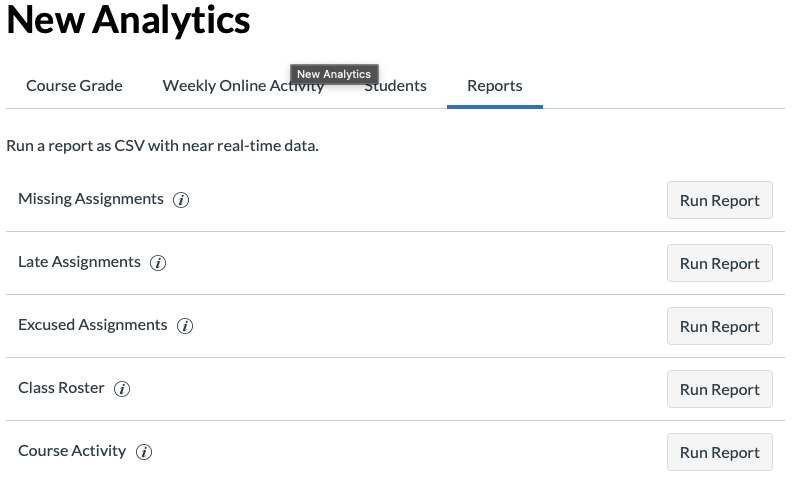 New Analytics
New Analytics
Course Grade Weekly Online Activity Students Reports
Run a report as CSV with near real-time data.
Missing Assignments i Run Report
Late Assignments i Run Report
Excused Assignments i Run Report
Class Roster i Run Report
Course Activity i Run Report